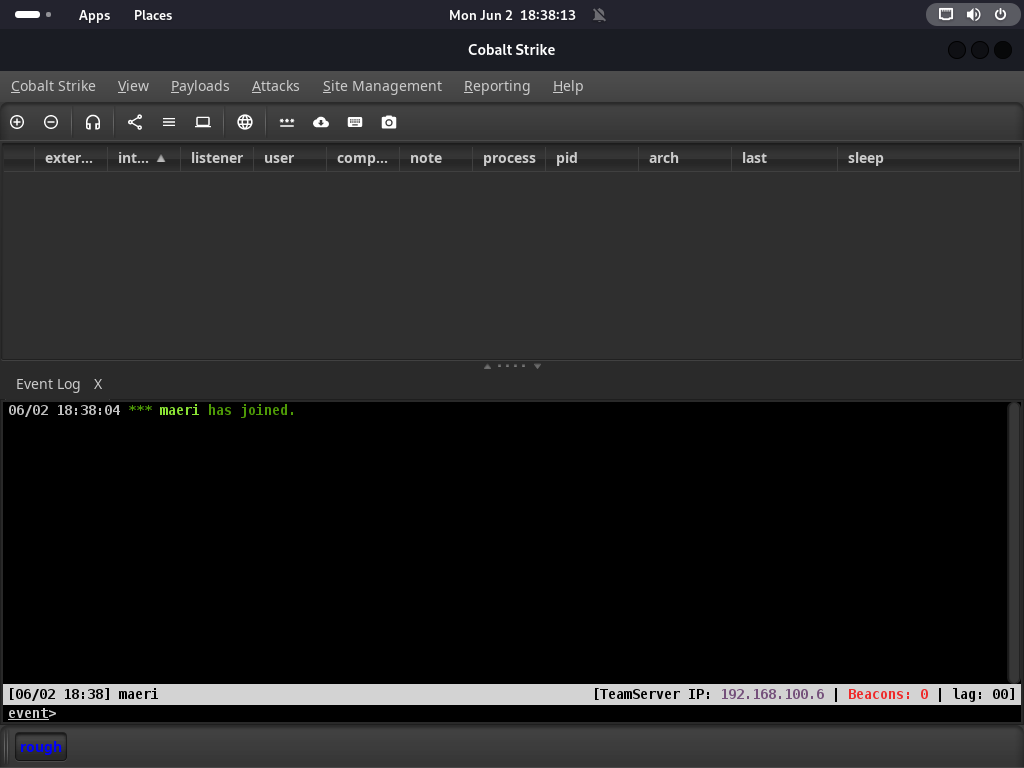 Apps Places Mon Jun 2 18:38:13
Cobalt Strike
Cobalt Strike View Payloads Attacks Site Management Reporting Help
exter... int... listener user comp... note process pid arch last sleep
Event Log X
06/02 18:38:04 *** maeri has joined.
[06/02 18:38] maeri [TeamServer IP: 192.168.100.6 | Beacons: 0 | lag: 00]
event>
rough